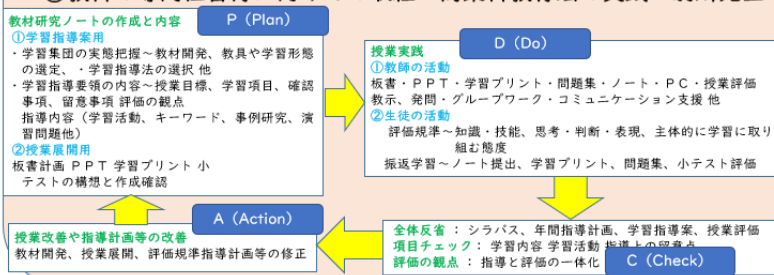 P（Plan）
教材研究ノートの作成と内容
①学習指導案用
・学習集団の実態把握～教材開発、教具や学習形態
の選定、・学習指導法の選択 他
・学習指導要領の内容～授業目標、学習項目、確認
事項、留意事項 評価の観点
指導内容（学習活動、キーワード、事例研究、演
習問題他）
②授業展開用
板書計画 ＰＰＴ 学習プリント 小
テストの構想と作成確認
D（Do）
授業実践
①教師の活動
板書・ＰＰＴ・学習プリント・問題集・ノート・ＰＣ・授業評価
教示、発問・グループワーク・コミュニケーション支援 他
②生徒の活動
評価規準～知識・技能、思考・判断・表現、主体的に学習に取り
組む態度
振返学習～ノート提出、学習プリント、問題集、小テスト評価
A（Action）
授業改善や指導計画等の改善
教材開発、授業展開、評価規準指導計画等の修正
全体反省 ： シラバス、年間指導計画、学習指導案、授業評価
項目チェック： 学習内容 学習活動 指導上の留意点
評価の観点 ： 指導と評価の一体化
C（Check）